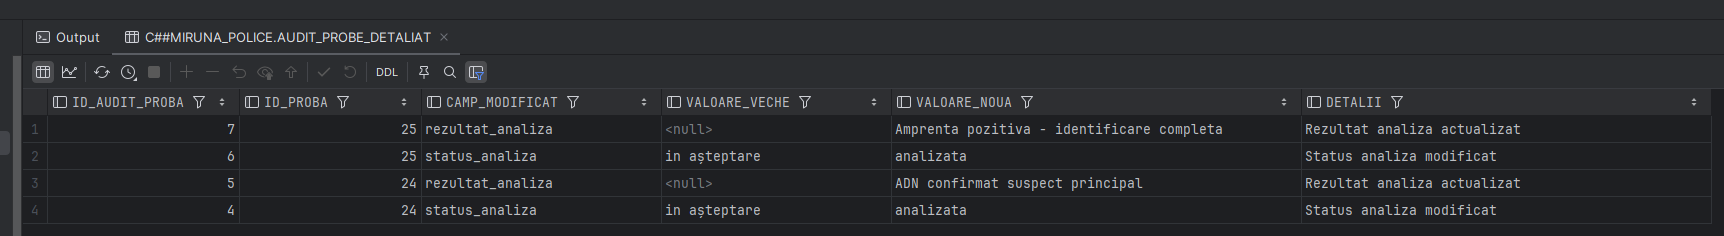 Output C##MIRUNA_POLICE.AUDIT_PROBE_DETALIAT
DDL
ID_AUDIT_PROBA ID_PROBA CAMP_MODIFICAT VALOARE_VECHE VALOARE_NOUA DETALII
1 7 25 rezultat_analiza <null> Amprenta pozitiva - identificare completa Rezultat analiza actualizat
2 6 25 status_analiza in așteptare analizata Status analiza modificat
3 5 24 rezultat_analiza <null> ADN confirmat suspect principal Rezultat analiza actualizat
4 4 24 status_analiza in așteptare analizata Status analiza modificat